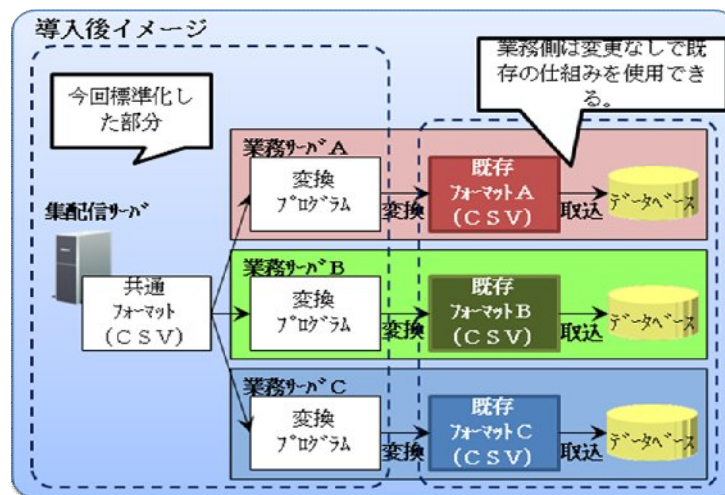 導入後イメージ
今回標準化し
た部分
業務側は変更なしで既
存の仕組みを使用でき
る。
集配信ｻｰﾊﾞ
共通
ﾌｫｰﾏｯﾄ
(ＣＳＶ)
業務ｻｰﾊﾞＡ
変換
ﾌﾟﾛｸﾞﾗﾑ
変換
既存
ﾌｫｰﾏｯﾄＡ
(ＣＳＶ)
取込
ﾃﾞｰﾀﾍﾞｰｽ
業務ｻｰﾊﾞＢ
変換
ﾌﾟﾛｸﾞﾗﾑ
変換
既存
ﾌｫｰﾏｯﾄＢ
(ＣＳＶ)
取込
ﾃﾞｰﾀﾍﾞｰｽ
業務ｻｰﾊﾞＣ
変換
ﾌﾟﾛｸﾞﾗﾑ
変換
既存
ﾌｫｰﾏｯﾄＣ
(ＣＳＶ)
取込
ﾃﾞｰﾀﾍﾞｰｽ